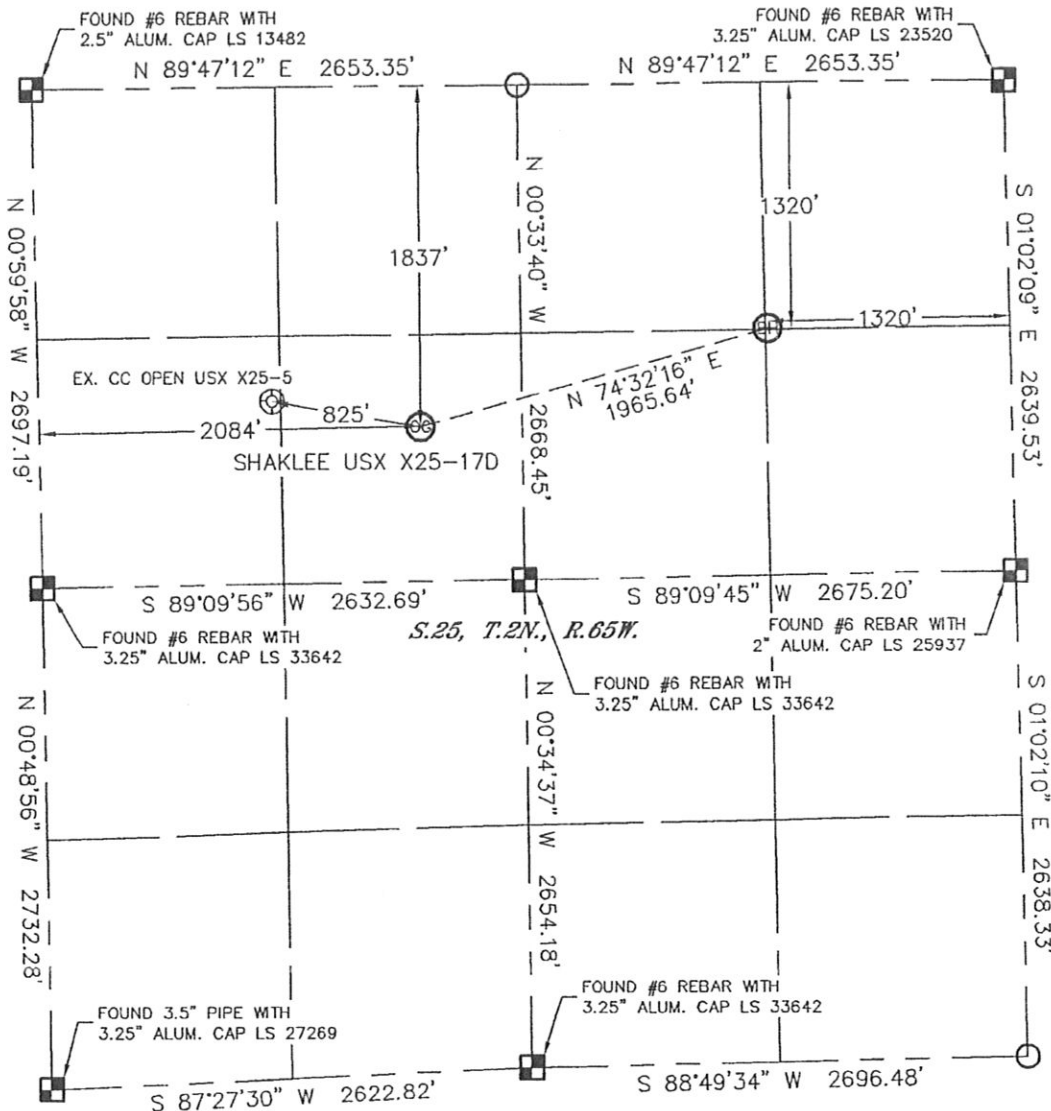 FOUND #6 REBAR WITH
2.5" ALUM. CAP LS 13482
FOUND #6 REBAR WITH
3.25" ALUM. CAP LS 23520
N 89°47'12" E 2653.35'
N 89°47'12" E 2653.35'
N 00°59'58" W 2697.19'
1837'
N 00°33'40" W 2668.45'
1320'
S 01°02'09" E 2639.53'
BH
1320'
EX. CC OPEN USX X25-5
825'
N 74°32'16" E
1965.64'
2084'
SHAKLEE USX X25-17D
S 89°09'56" W 2632.69'
S 89°09'45" W 2675.20'
FOUND #6 REBAR WITH
3.25" ALUM. CAP LS 33642
S.25, T.2N., R.65W.
FOUND #6 REBAR WITH
2" ALUM. CAP LS 25937
FOUND #6 REBAR WITH
3.25" ALUM. CAP LS 33642
N 00°48'56" W 2732.28'
N 00°34'37" W 2654.18'
S 01°02'10" E 2638.33'
FOUND 3.5" PIPE WITH
3.25" ALUM. CAP LS 27269
FOUND #6 REBAR WITH
3.25" ALUM. CAP LS 33642
S 87°27'30" W 2622.82'
S 88°49'34" W 2696.48'